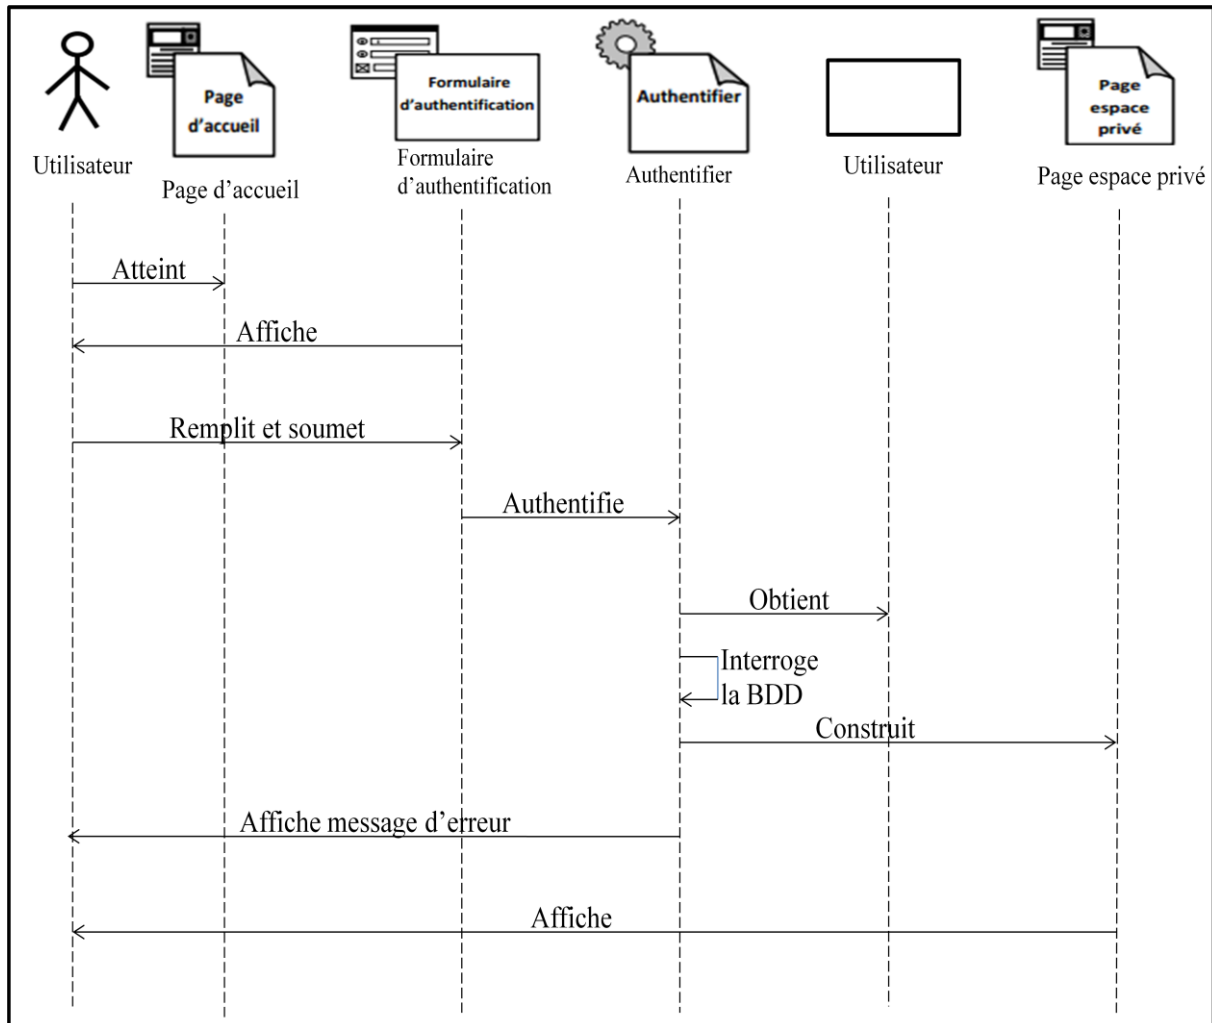 Page
d'accueil
Formulaire
d'authentification
Authentifier
Page
espace
privé
Utilisateur
Page d'accueil
Formulaire
d'authentification
Authentifier
Utilisateur
Page espace privé
Atteint
Affiche
Remplit et soumet
Authentifie
Obtient
Interroge
la BDD
Construit
Affiche message d'erreur
Affiche